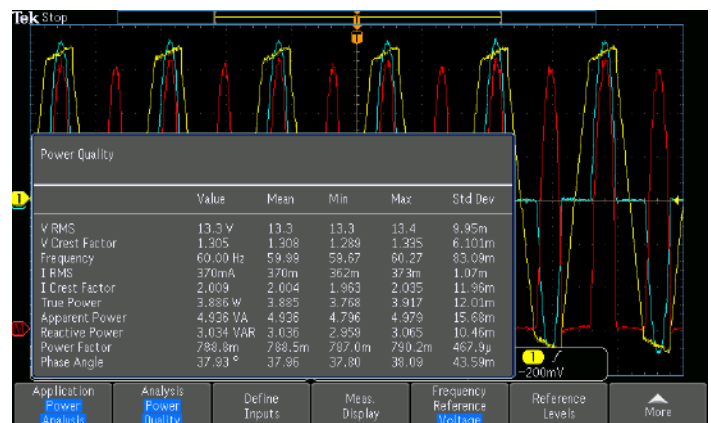 Tek Stop
T
Power Quality
Value Mean Min Max Std Dev
1
V RMS 13.3 V 13.3 13.3 13.4 9.95m
V Crest Factor 1.305 1.308 1.289 1.335 6.101m
Frequency 60.00 Hz 59.99 59.67 60.27 83.09m
I RMS 370mA 370m 362m 373m 1.07m
I Crest Factor 2.009 2.004 1.963 2.035 11.96m
True Power 3.886 W 3.885 3.768 3.917 12.01m
Apparent Power 4.936 VA 4.936 4.796 4.979 15.68m
Reactive Power 3.034 VAR 3.036 2.959 3.065 10.46m
Power Factor 788.8m 788.5m 787.0m 790.2m 467.9µ
Phase Angle 37.93 ° 37.96 37.80 38.09 43.59m
M
1
-200mV
Application
Power
Analysis
Analysis
Power
Quality
Define
Inputs
Meas.
Display
Frequency
Reference
Voltage
Reference
Levels
More